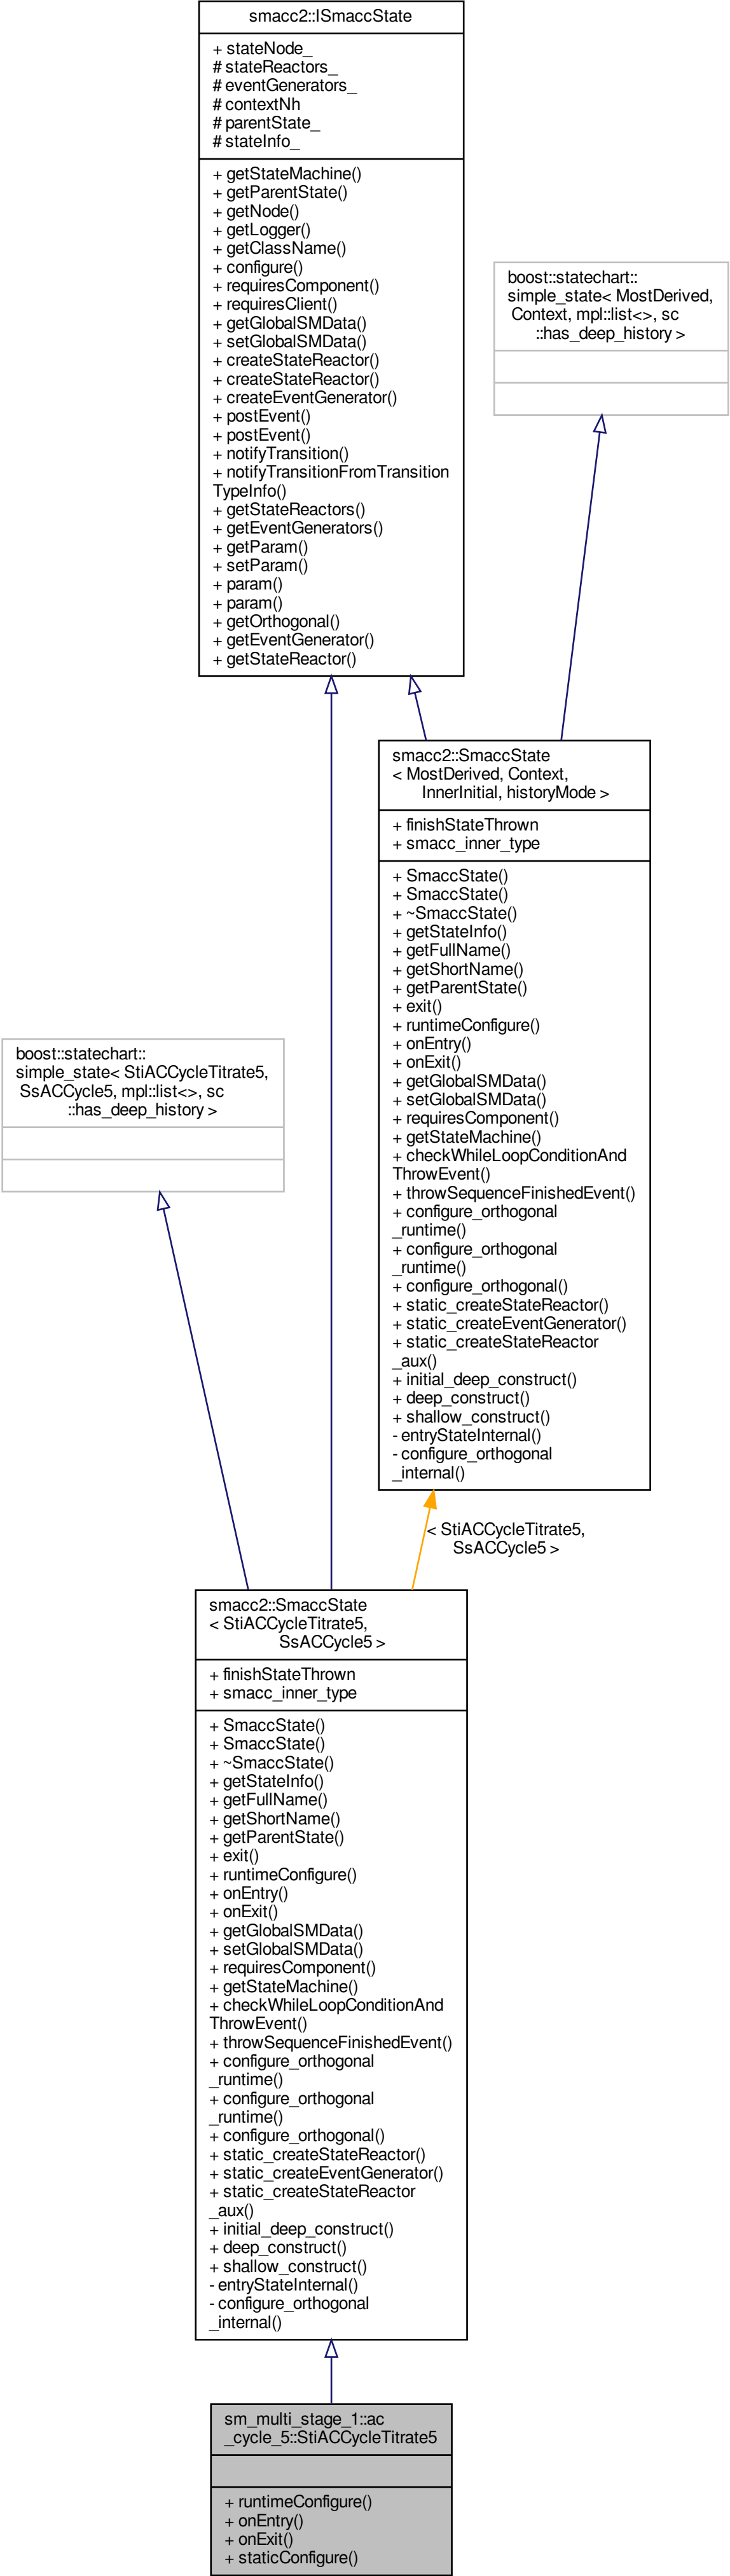 smacc2::ISmaccState
+ stateNode_
# stateReactors_
# eventGenerators_
# contextNh
# parentState_
# stateInfo_
+ getStateMachine()
+ getParentState()
+ getNode()
+ getLogger()
+ getClassName()
+ configure()
+ requiresComponent()
+ requiresClient()
+ getGlobalSMData()
+ setGlobalSMData()
+ createStateReactor()
+ createStateReactor()
+ createEventGenerator()
+ postEvent()
+ postEvent()
+ notifyTransition()
+ notifyTransitionFromTransition
TypeInfo()
+ getStateReactors()
+ getEventGenerators()
+ getParam()
+ setParam()
+ param()
+ param()
+ getOrthogonal()
+ getEventGenerator()
+ getStateReactor()
boost::statechart::
simple_state< MostDerived,
Context, mpl::list<>, sc
::has_deep_history >
smacc2::SmaccState
< MostDerived, Context,
InnerInitial, historyMode >
+ finishStateThrown
+ smacc_inner_type
+ SmaccState()
+ SmaccState()
+ ~SmaccState()
+ getStateInfo()
+ getFullName()
+ getShortName()
+ getParentState()
+ exit()
+ runtimeConfigure()
+ onEntry()
+ onExit()
+ getGlobalSMData()
+ setGlobalSMData()
+ requiresComponent()
+ getStateMachine()
+ checkWhileLoopConditionAnd
ThrowEvent()
+ throwSequenceFinishedEvent()
+ configure_orthogonal
_runtime()
+ configure_orthogonal
_runtime()
+ configure_orthogonal()
+ static_createStateReactor()
+ static_createEventGenerator()
+ static_createStateReactor
_aux()
+ initial_deep_construct()
+ deep_construct()
+ shallow_construct()
- entryStateInternal()
- configure_orthogonal
_internal()
boost::statechart::
simple_state< StiACCycleTitrate5,
SsACCycle5, mpl::list<>, sc
::has_deep_history >
< StiACCycleTitrate5,
SsACCycle5 >
smacc2::SmaccState
< StiACCycleTitrate5,
SsACCycle5 >
+ finishStateThrown
+ smacc_inner_type
+ SmaccState()
+ SmaccState()
+ ~SmaccState()
+ getStateInfo()
+ getFullName()
+ getShortName()
+ getParentState()
+ exit()
+ runtimeConfigure()
+ onEntry()
+ onExit()
+ getGlobalSMData()
+ setGlobalSMData()
+ requiresComponent()
+ getStateMachine()
+ checkWhileLoopConditionAnd
ThrowEvent()
+ throwSequenceFinishedEvent()
+ configure_orthogonal
_runtime()
+ configure_orthogonal
_runtime()
+ configure_orthogonal()
+ static_createStateReactor()
+ static_createEventGenerator()
+ static_createStateReactor
_aux()
+ initial_deep_construct()
+ deep_construct()
+ shallow_construct()
- entryStateInternal()
- configure_orthogonal
_internal()
sm_multi_stage_1::ac
_cycle_5::StiACCycleTitrate5
+ runtimeConfigure()
+ onEntry()
+ onExit()
+ staticConfigure()